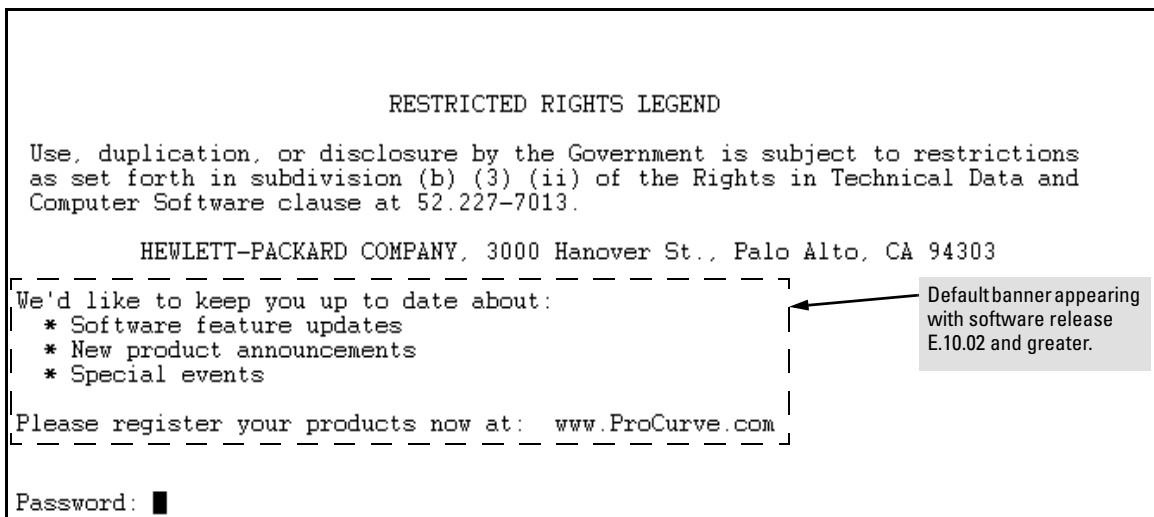 RESTRICTED RIGHTS LEGEND
Use, duplication, or disclosure by the Government is subject to restrictions
as set forth in subdivision (b) (3) (ii) of the Rights in Technical Data and
Computer Software clause at 52.227-7013.
HEWLETT-PACKARD COMPANY, 3000 Hanover St., Palo Alto, CA 94303
We'd like to keep you up to date about:
* Software feature updates
* New product announcements
* Special events
Please register your products now at: www.ProCurve.com
Password:
Default banner appearing
with software release
E.10.02 and greater.